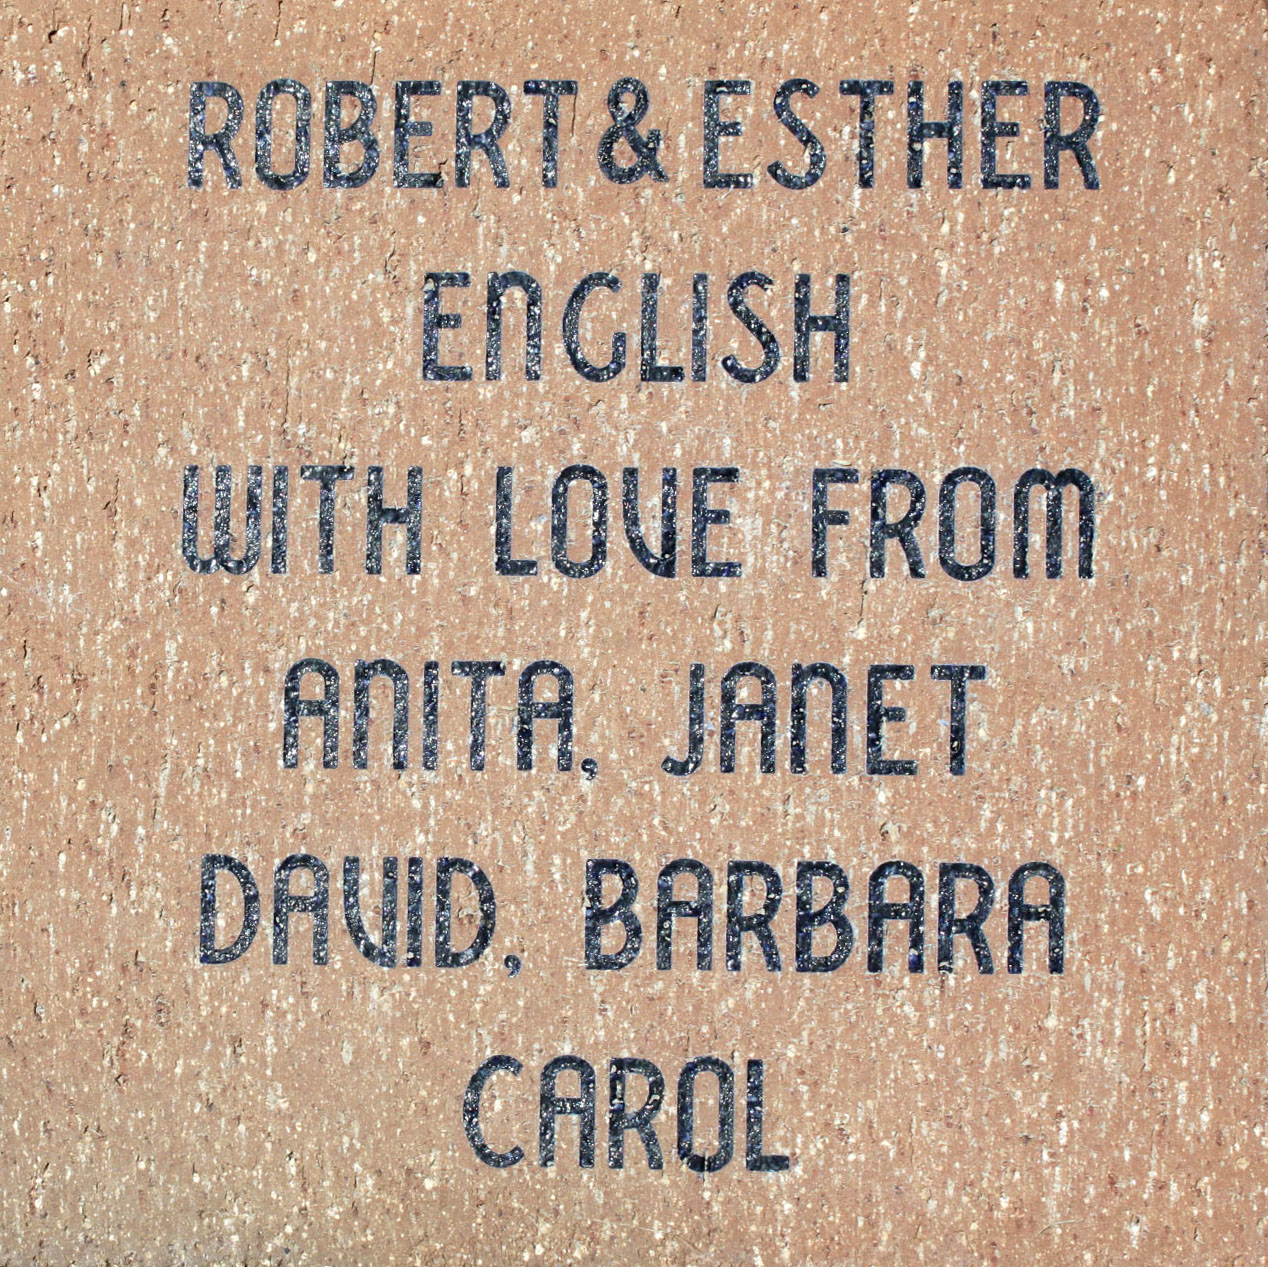 ROBERT & ESTHER
ENGLISH
WITH LOVE FROM
ANITA, JANET
DAVID, BARBARA
CAROL